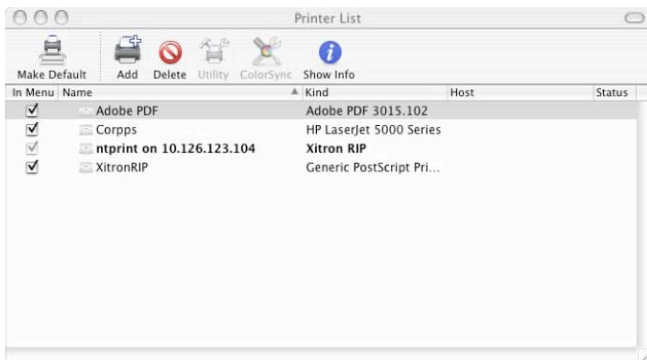 Printer List
Make Default Add Delete Utility ColorSync Show Info
In Menu Name Kind Host Status
Adobe PDF Adobe PDF 3015.102
Corpps HP LaserJet 5000 Series
ntprint on 10.126.123.104 Xitron RIP
XitronRIP Generic PostScript Pri...